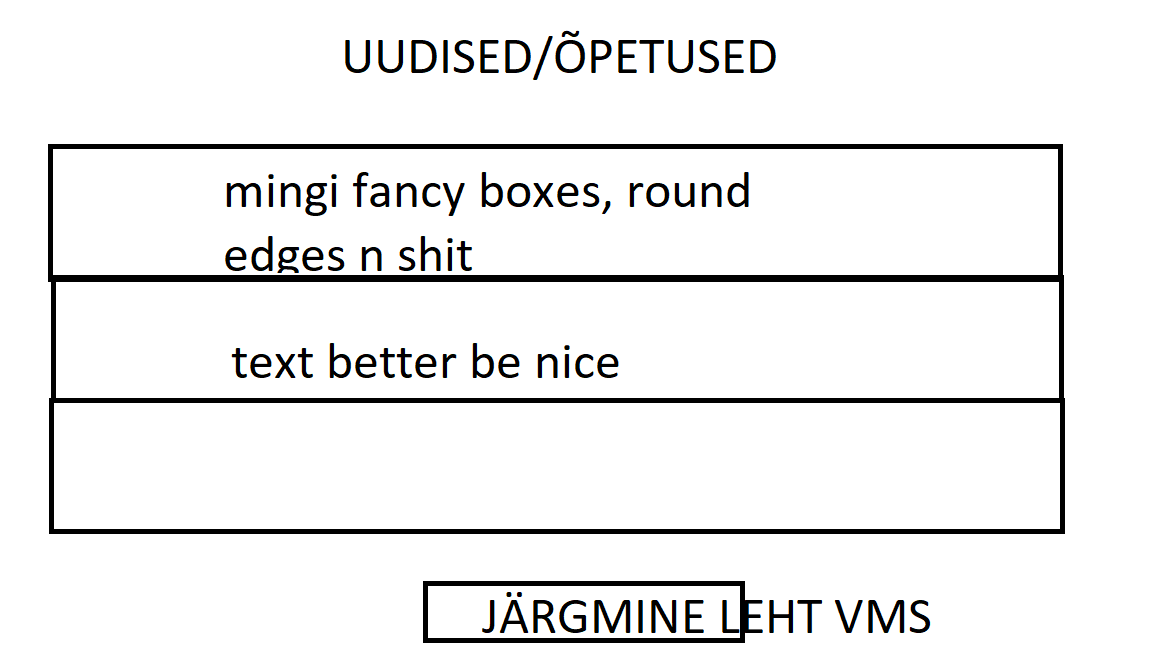 UUDISED/ÕPETUSED
mingi fancy boxes, round
edges n shit
text better be nice
JÄRGMINE LEHT VMS